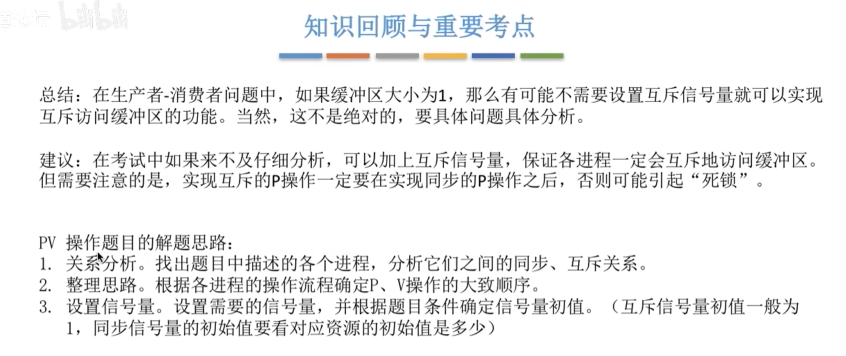 bilibili
知识回顾与重要考点
总结：在生产者-消费者问题中，如果缓冲区大小为1，那么有可能不需要设置互斥信号量就可以实现
互斥访问缓冲区的功能。当然，这不是绝对的，要具体问题具体分析。
建议：在考试中如果来不及仔细分析，可以加上互斥信号量，保证各进程一定会互斥地访问缓冲区。
但需要注意的是，实现互斥的P操作一定要在实现同步的P操作之后，否则可能引起“死锁”。
PV 操作题目的解题思路：
1. 关系分析。找出题目中描述的各个进程，分析它们之间的同步、互斥关系。
2. 整理思路。根据各进程的操作流程确定P、V操作的大致顺序。
3. 设置信号量。设置需要的信号量，并根据题目条件确定信号量初值。（互斥信号量初值一般为
1，同步信号量的初始值要看对应资源的初始值是多少）